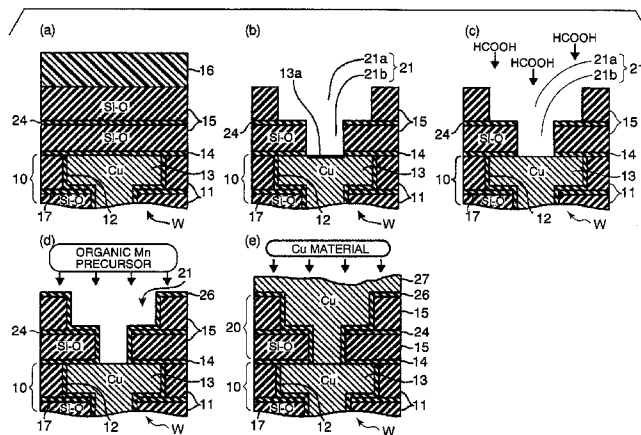 (a)
16
Si-O
24
15
Si-O
14
10
Cu
13
11
Si-O
17
12
W
(b)
21a
21
21b
13a
24
15
Si-O
14
10
Cu
13
11
Si-O
17
12
W
(c)
HCOOH
HCOOH
HCOOH
21a
21
21b
24
15
Si-O
14
10
Cu
13
11
Si-O
17
12
W
(d)
ORGANIC Mn
PRECURSOR
21
26
24
15
Si-O
14
10
Cu
13
11
Si-O
17
12
W
(e)
Cu MATERIAL
27
26
15
20
24
Si-O
15
14
10
Cu
13
11
Si-O
17
12
W